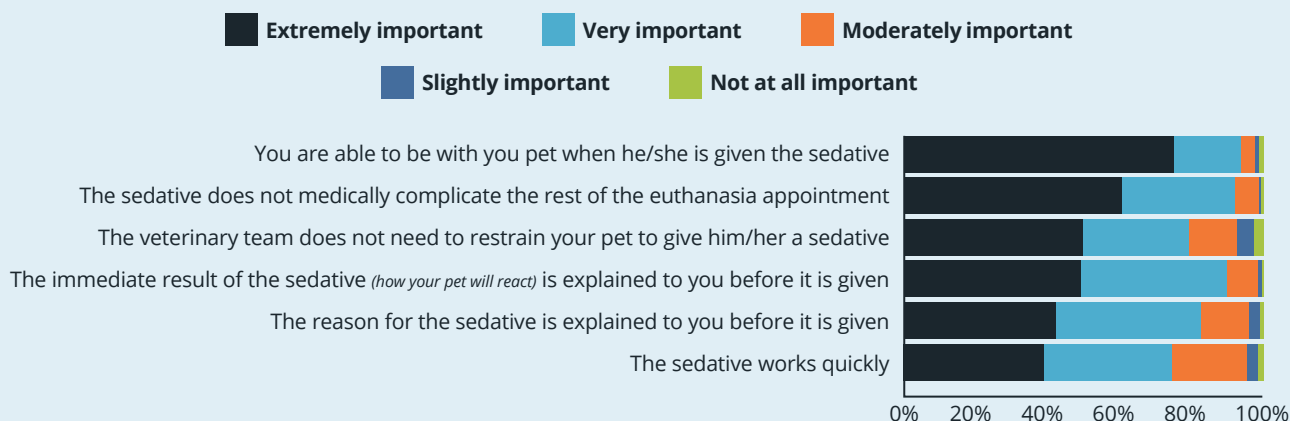 Extremely important Very important Moderately important
Slightly important Not at all important
You are able to be with you pet when he/she is given the sedative
The sedative does not medically complicate the rest of the euthanasia appointment
The veterinary team does not need to restrain your pet to give him/her a sedative
The immediate result of the sedative (how your pet will react) is explained to you before it is given
The reason for the sedative is explained to you before it is given
The sedative works quickly
0% 20% 40% 60% 80% 100%